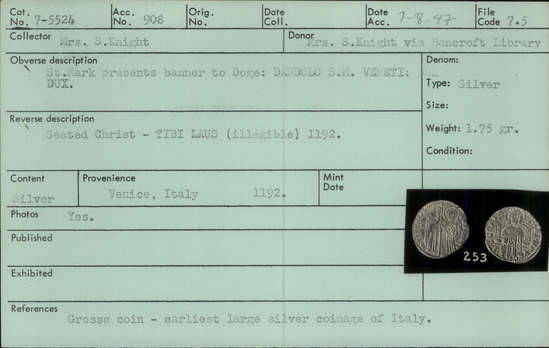 Cat. No. 7-5524 Acc. No. 908 Orig. No. Date Coll. Date Acc. 7-8-97 File Code 7.5
Collector Mrs. S.Knight Donor Mrs. S.Knight via Bancroft Library
Obverse description
St.Mark presents banner to Doge: DANDOLO S.M. VENETI: DUX
DUX.
Denom:
Type: Silver
Size:
Weight: 1.75 gr.
Condition:
Reverse description
Seated Christ - TIBI LAUS (illegible) 1192.
Content Silver
Provenience Venice, Italy 1192.
Mint Date
Photos Yes.
253
Published
Exhibited
References
Grosso coin - earliest large silver coinage of Italy.